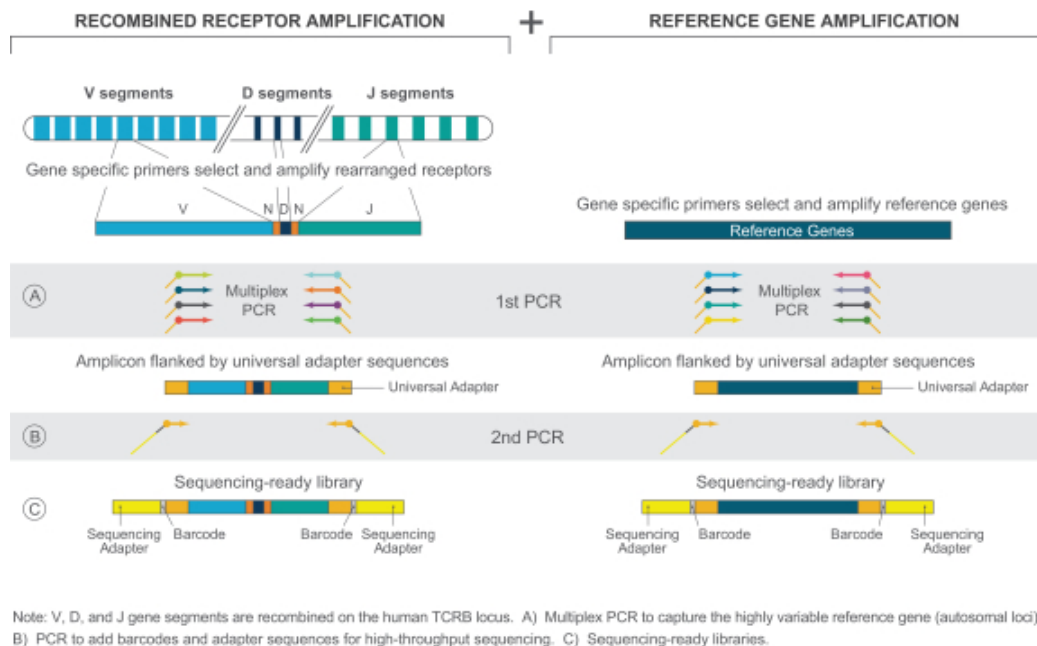 RECOMBINED RECEPTOR AMPLIFICATION + REFERENCE GENE AMPLIFICATION
V segments D segments J segments
Gene specific primers select and amplify rearranged receptors
V N D N J
Gene specific primers select and amplify reference genes
Reference Genes
A Multiplex PCR 1st PCR Multiplex PCR
Amplicon flanked by universal adapter sequences Amplicon flanked by universal adapter sequences
Universal Adapter Universal Adapter
B 2nd PCR
Sequencing-ready library Sequencing-ready library
C
Sequencing Adapter Barcode Barcode Sequencing Adapter Sequencing Adapter Barcode Barcode Sequencing Adapter
Note: V, D, and J gene segments are recombined on the human TCRB locus. A) Multiplex PCR to capture the highly variable reference gene (autosomal loci)
B) PCR to add barcodes and adapter sequences for high-throughput sequencing. C) Sequencing-ready libraries.